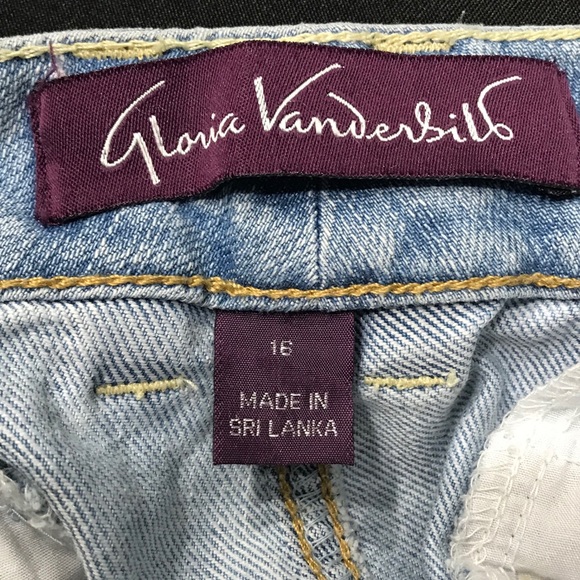 Gloria Vanderbilt
16
MADE IN
SRI LANKA